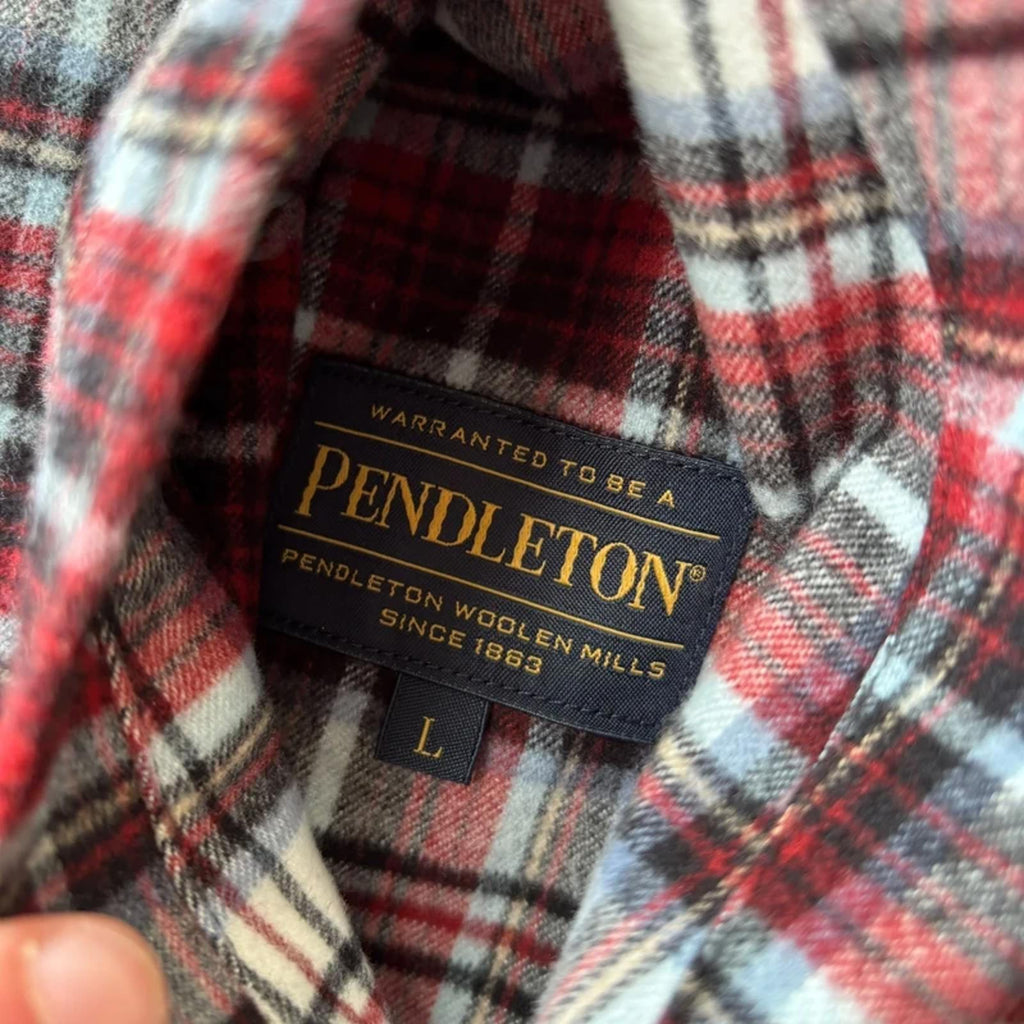 WARRANTED TO BE A
PENDLETON®
PENDLETON WOOLEN MILLS
SINCE 1863
L